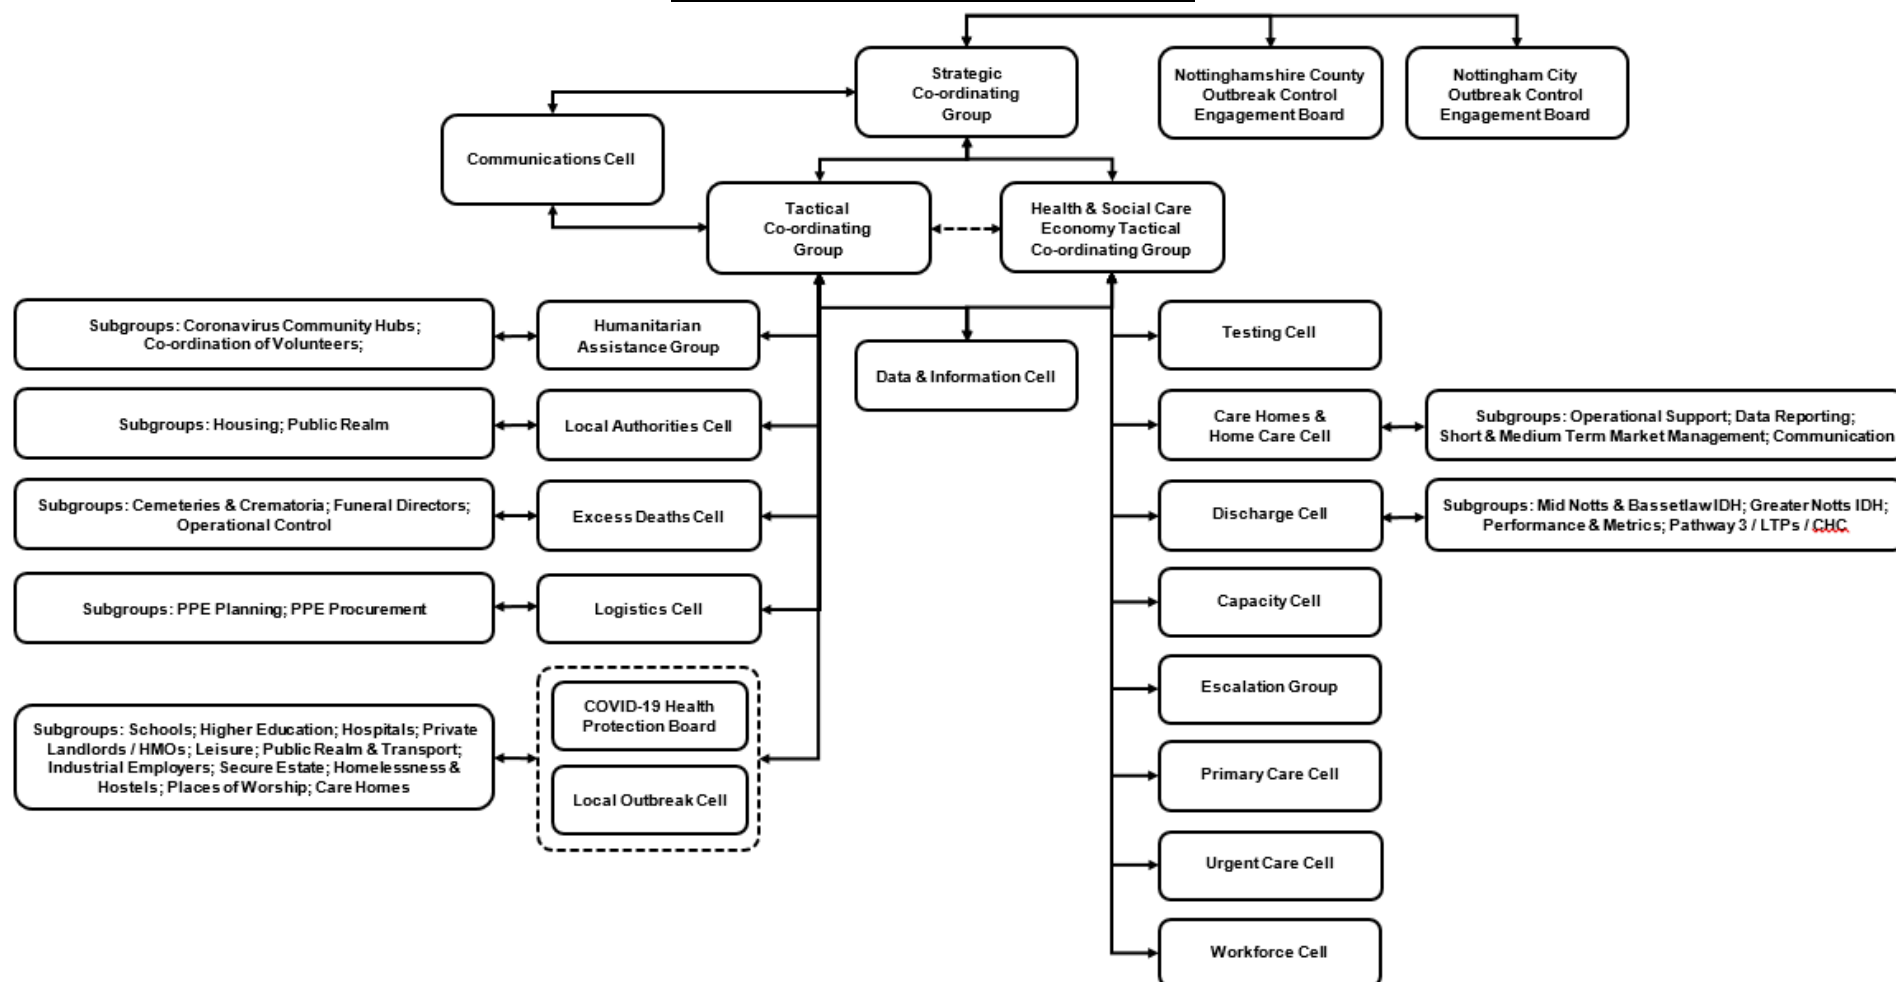 Strategic
Co-ordinating
Group
Nottinghamshire County
Outbreak Control
Engagement Board
Nottingham City
Outbreak Control
Engagement Board
Communications Cell
Tactical
Co-ordinating
Group
Health & Social Care
Economy Tactical
Co-ordinating Group
Subgroups: Coronavirus Community Hubs;
Co-ordination of Volunteers;
Humanitarian
Assistance Group
Data & Information Cell
Testing Cell
Subgroups: Housing; Public Realm
Local Authorities Cell
Care Homes &
Home Care Cell
Subgroups: Operational Support; Data Reporting;
Short & Medium Term Market Management; Communication
Subgroups: Cemeteries & Crematoria; Funeral Directors;
Operational Control
Excess Deaths Cell
Discharge Cell
Subgroups: Mid Notts & Bassetlaw IDH; Greater Notts IDH;
Performance & Metrics; Pathway 3 / LTPs / CHC
Subgroups: PPE Planning; PPE Procurement
Logistics Cell
Capacity Cell
Subgroups: Schools; Higher Education; Hospitals; Private
Landlords / HMOs; Leisure; Public Realm & Transport;
Industrial Employers; Secure Estate; Homelessness &
Hostels; Places of Worship; Care Homes
COVID-19 Health
Protection Board
Local Outbreak Cell
Escalation Group
Primary Care Cell
Urgent Care Cell
Workforce Cell